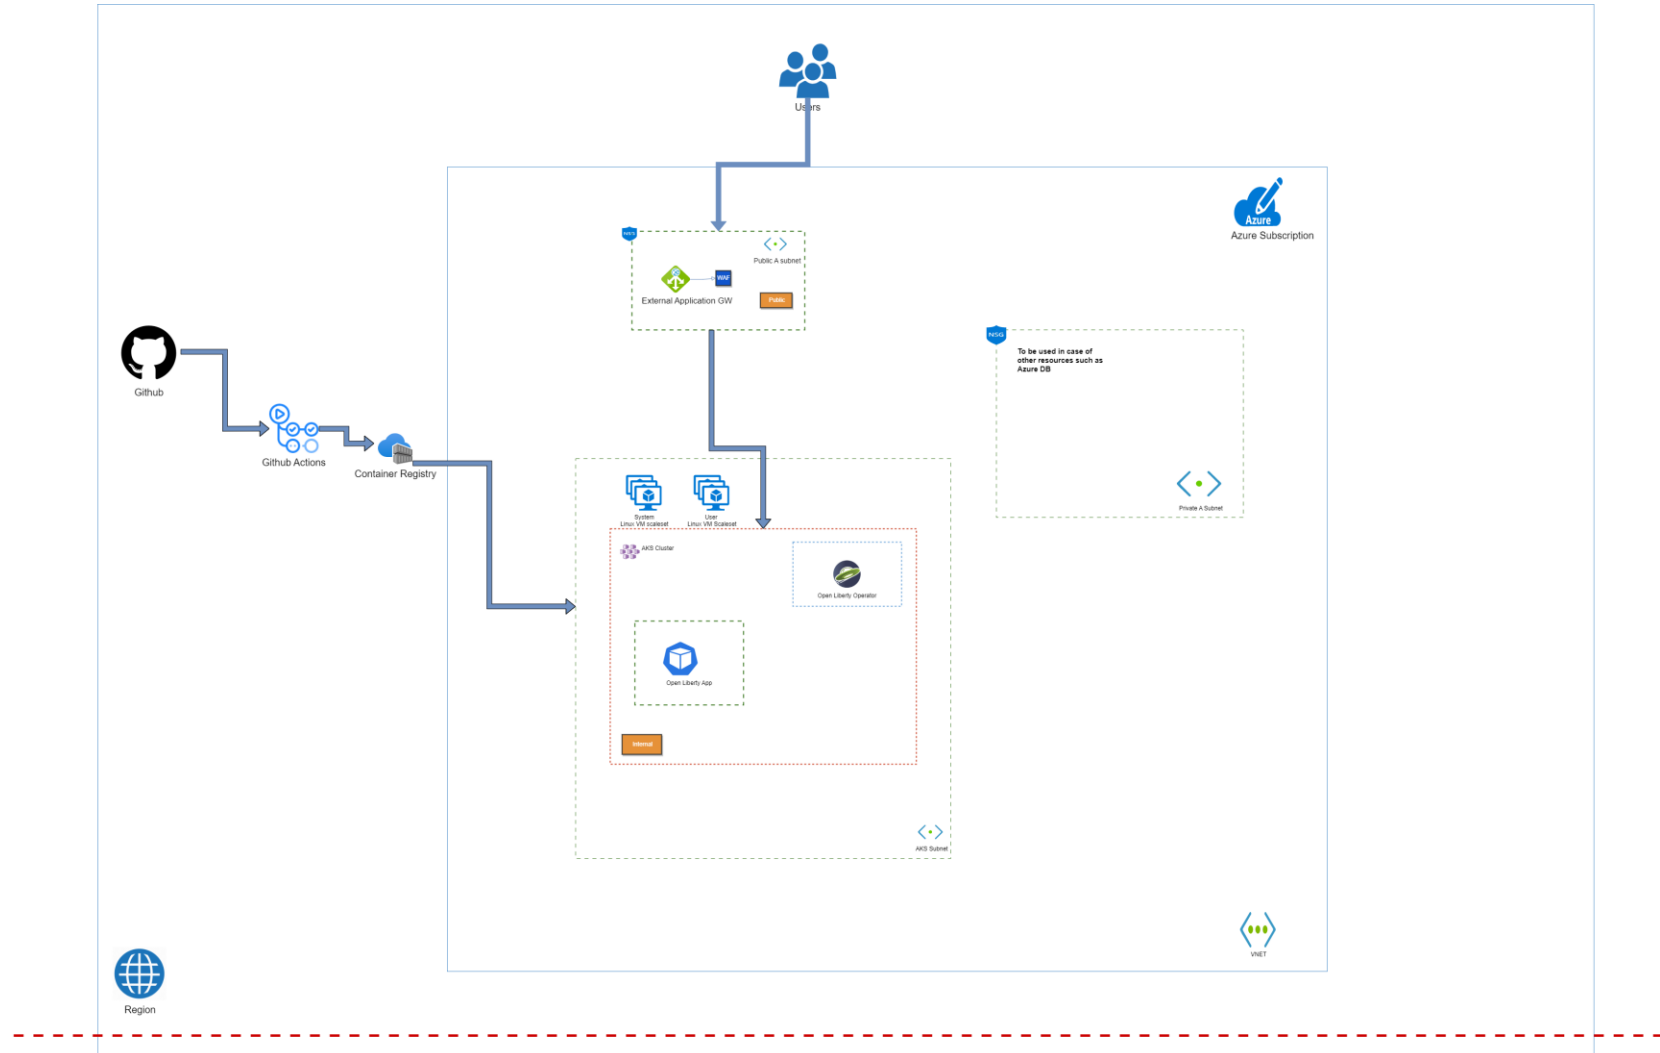 Users
Azure
Azure Subscription
NSG
Public A subnet
WAF
External Application GW
Public
NSG
To be used in case of
other resources such as
Azure DB
Github
Github Actions
Container Registry
System
Linux VM scaleset
User
Linux VM Scaleset
Private A Subnet
AKS Cluster
Open Liberty Operator
Open Liberty App
Internal
AKS Subnet
VNET
Region